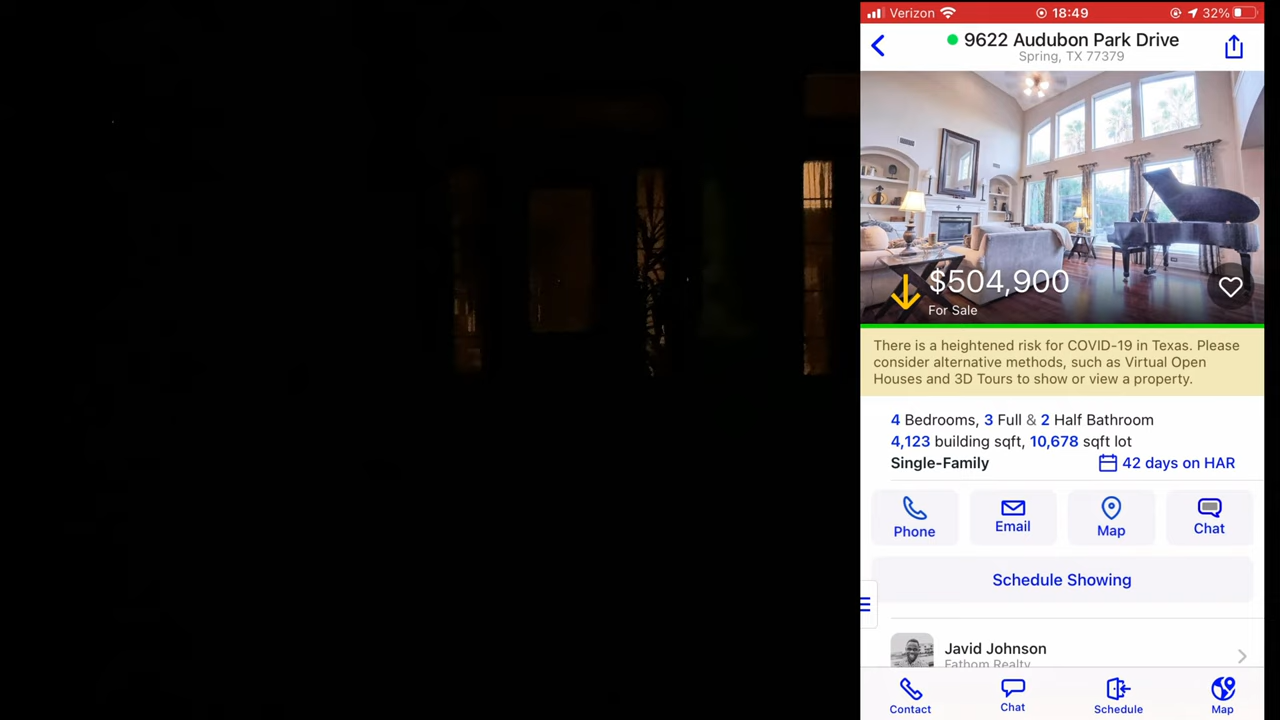 Verizon 18:49 32%
9622 Audubon Park Drive
Spring, TX 77379
$504,900
For Sale
There is a heightened risk for COVID-19 in Texas. Please
consider alternative methods, such as Virtual Open
Houses and 3D Tours to show or view a property.
4 Bedrooms, 3 Full & 2 Half Bathroom
4,123 building sqft, 10,678 sqft lot
Single-Family 42 days on HAR
Phone Email Map Chat
Schedule Showing
Javid Johnson
Fathom Realty
Contact Chat Schedule Map